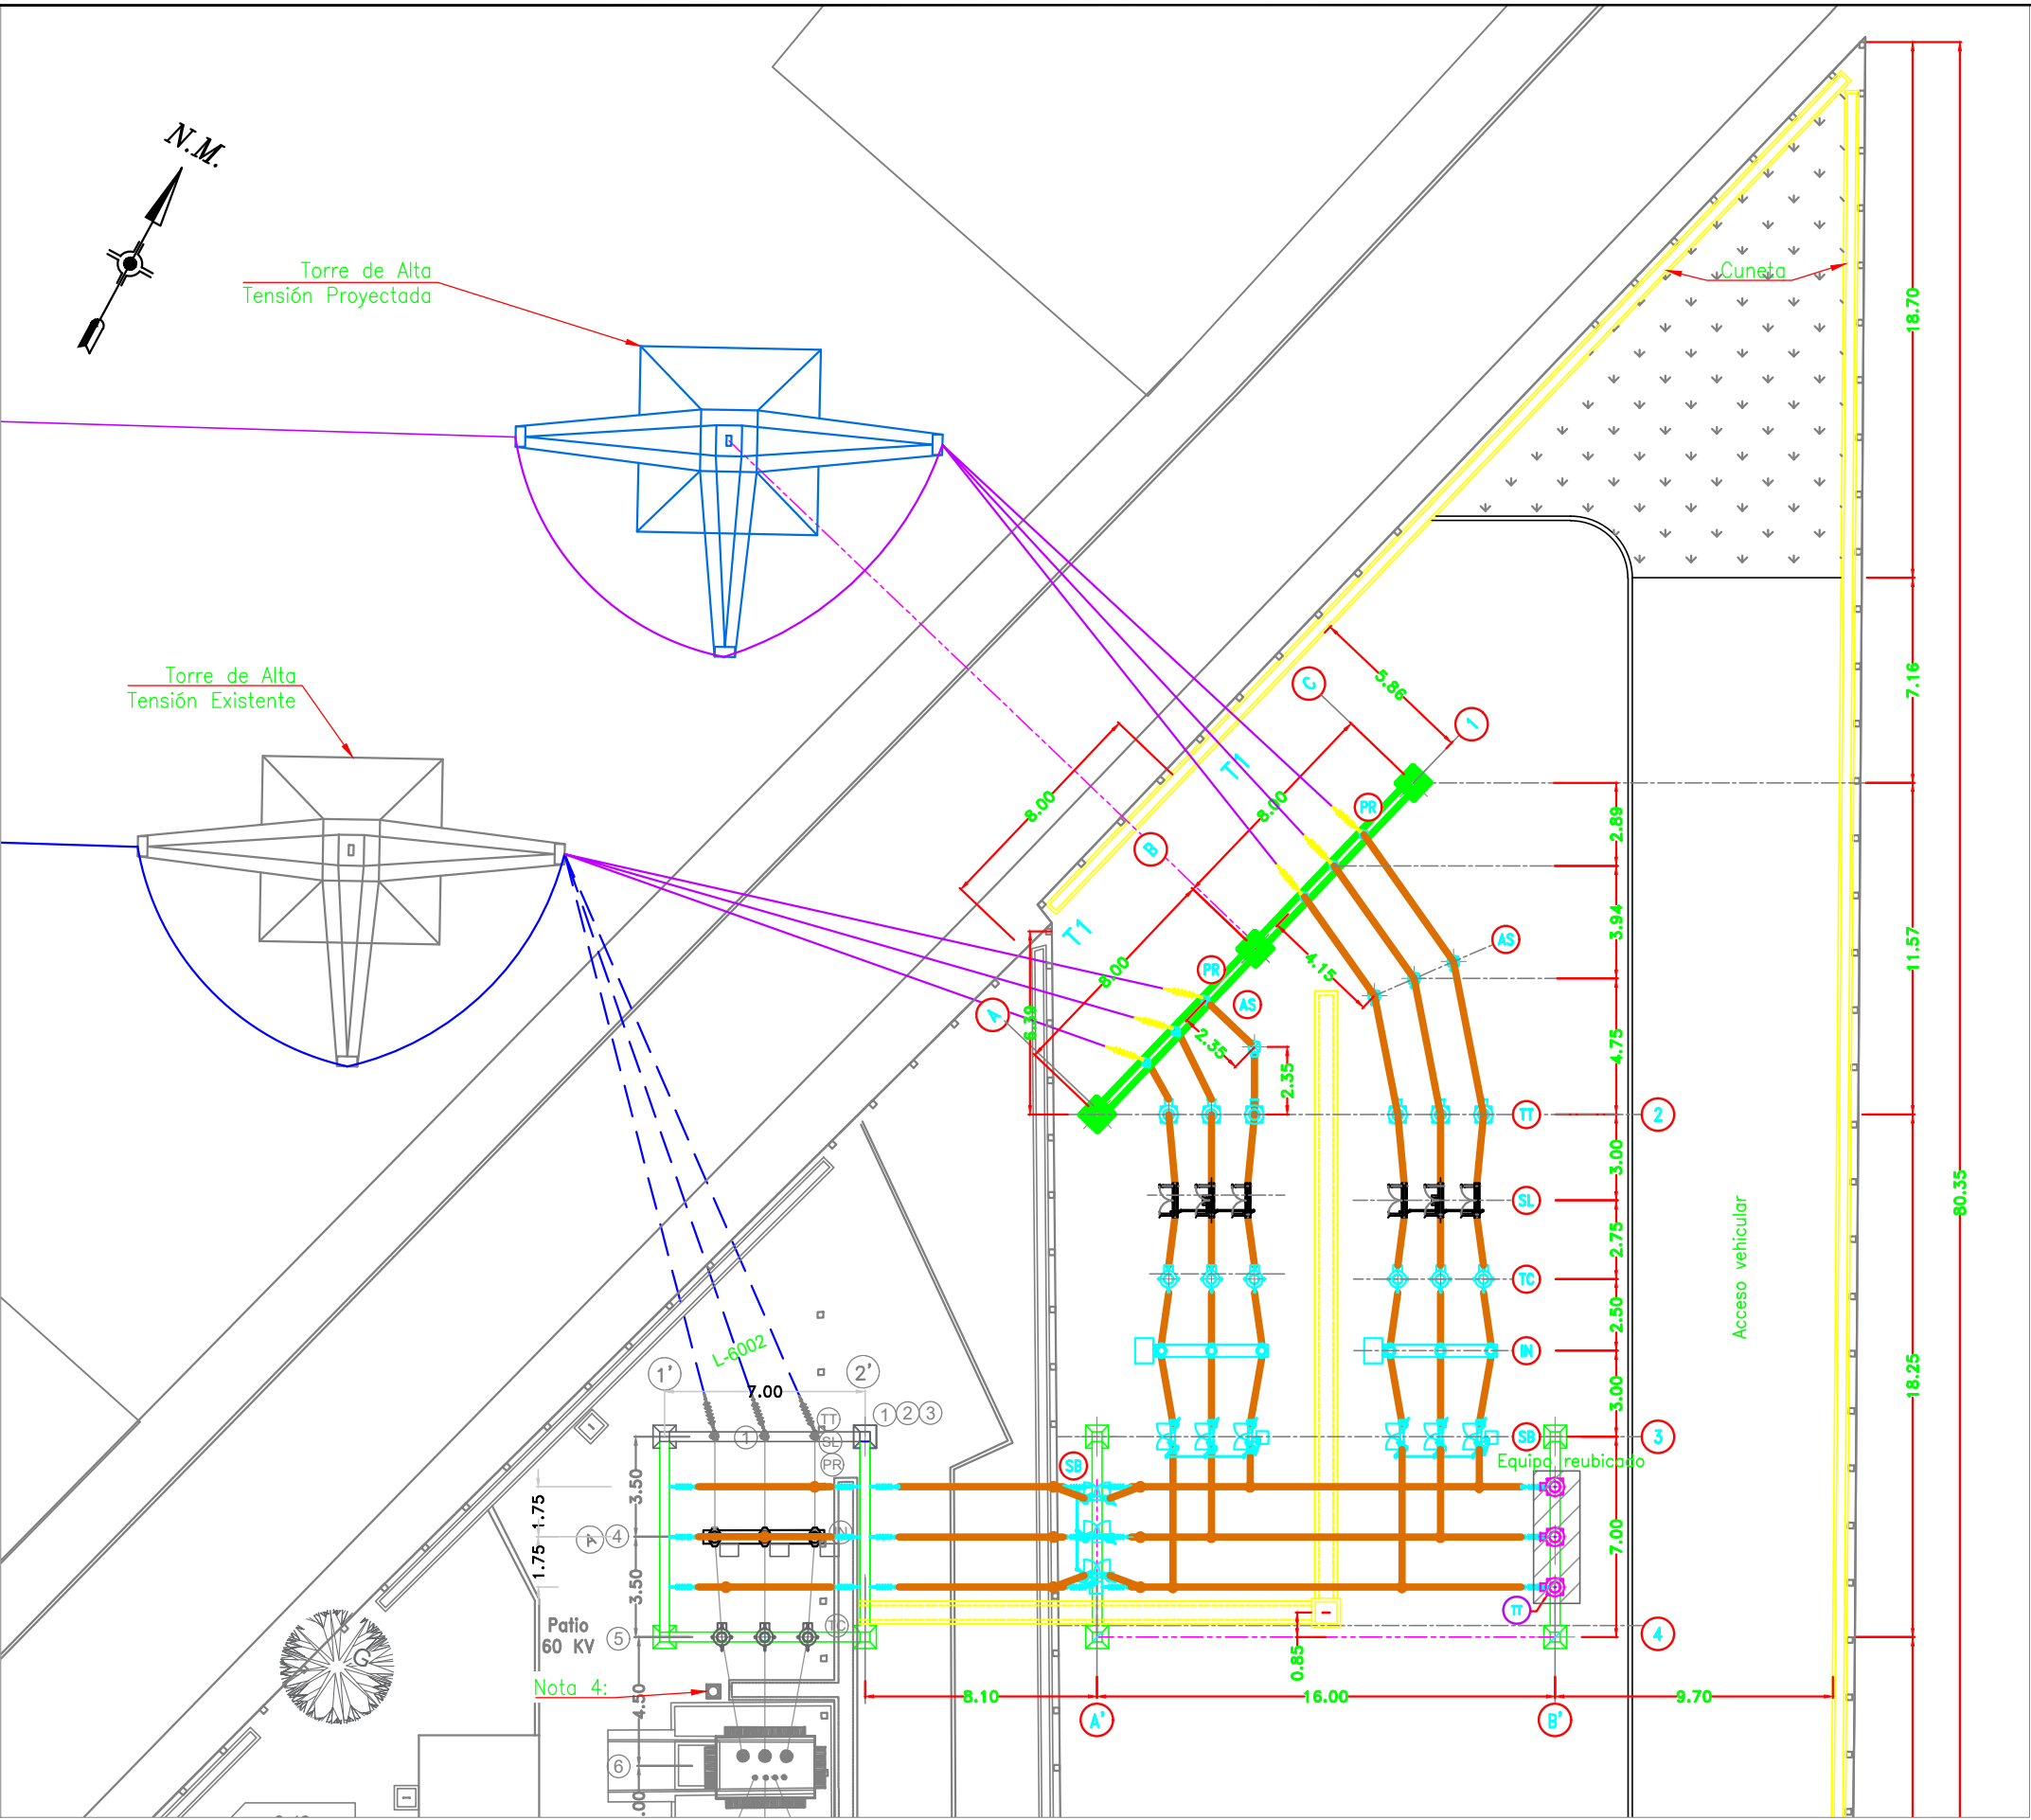 N.M.
Torre de Alta
Tensión Proyectada
Cuneta
18.70
Torre de Alta
Tensión Existente
7.16
5.86
C
1
T1
8.00
8.00
PR
2.89
B
3.94
AS
11.57
T1
8.00
PR
4.15
A
6.39
AS
2.35
2.35
4.75
TT
2
3.00
SL
80.35
2.75
TC
Acceso vehicular
2.50
IN
L-6002
1'
7.00
2'
3.00
18.25
TT
1
2
3
1
SL
SB
3
PR
SB
Equipo reubicado
3.50
1.75
1.75
A
4
IN
7.00
3.50
TT
Patio
60 KV
5
TC
4
G
0.85
Nota 4:
4.50
8.10
16.00
9.70
A'
B'
6
.00